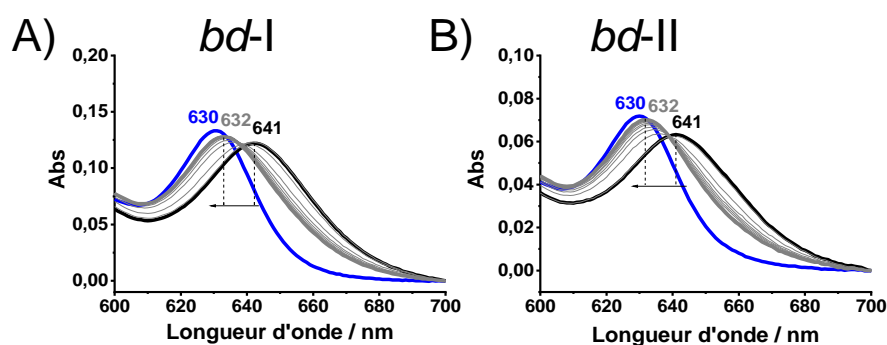 A) bd-I
0,20
0,15
0,10
0,05
0,00
Abs
630 632 641
600 620 640 660 680 700
Longueur d'onde / nm
B) bd-II
0,10
0,08
0,06
0,04
0,02
0,00
Abs
630 632 641
600 620 640 660 680 700
Longueur d'onde / nm